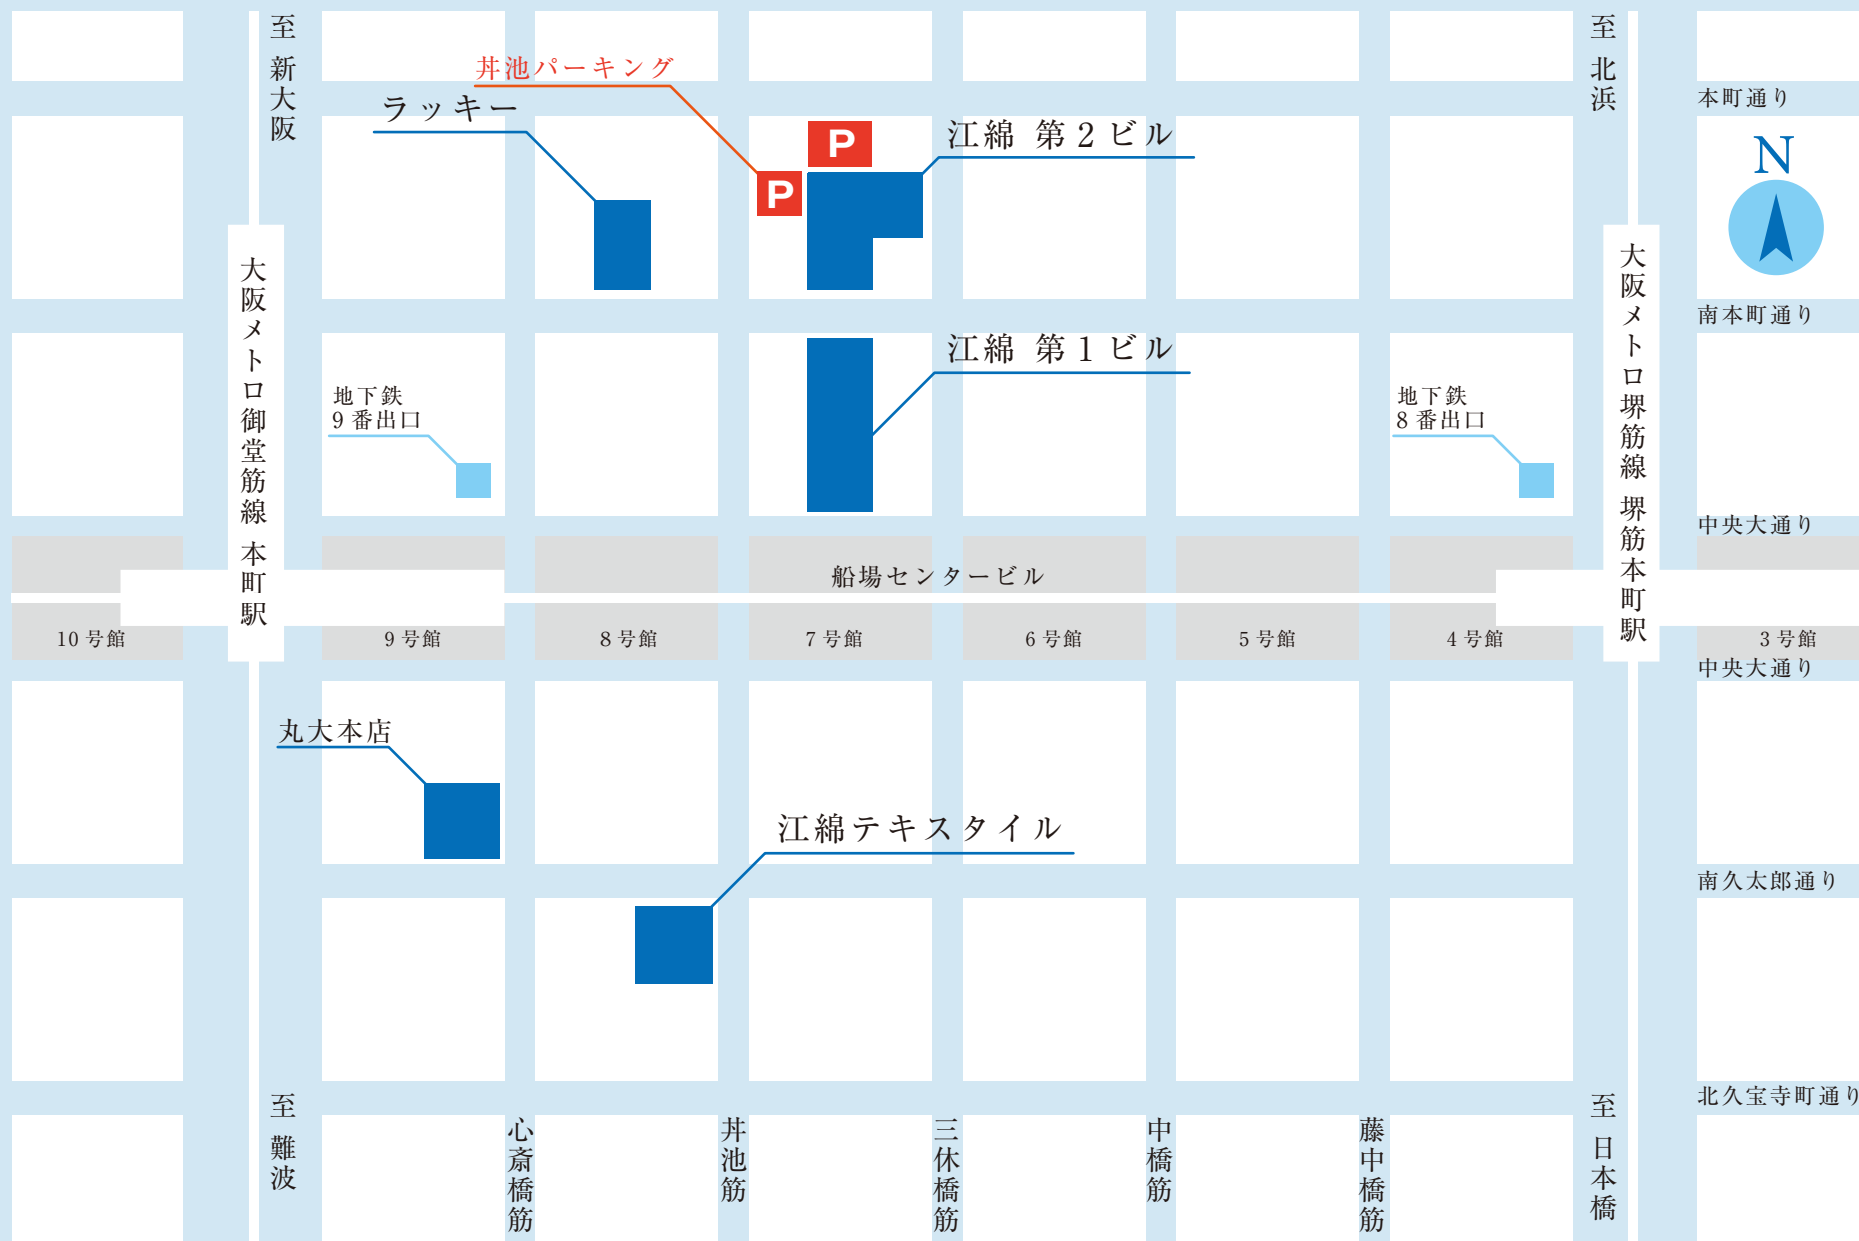 至 新大阪
丼池パーキング
ラッキー
P
P
江綿 第2ビル
至 北浜
本町通り
N
大阪メトロ御堂筋線 本町駅
大阪メトロ堺筋線 堺筋本町駅
南本町通り
江綿 第1ビル
地下鉄
9番出口
地下鉄
8番出口
中央大通り
船場センタービル
10号館
9号館
8号館
7号館
6号館
5号館
4号館
3号館
中央大通り
丸大本店
江綿テキスタイル
南久太郎通り
北久宝寺町通り
至 難波
心斎橋筋
丼池筋
三休橋筋
中橋筋
藤中橋筋
至 日本橋